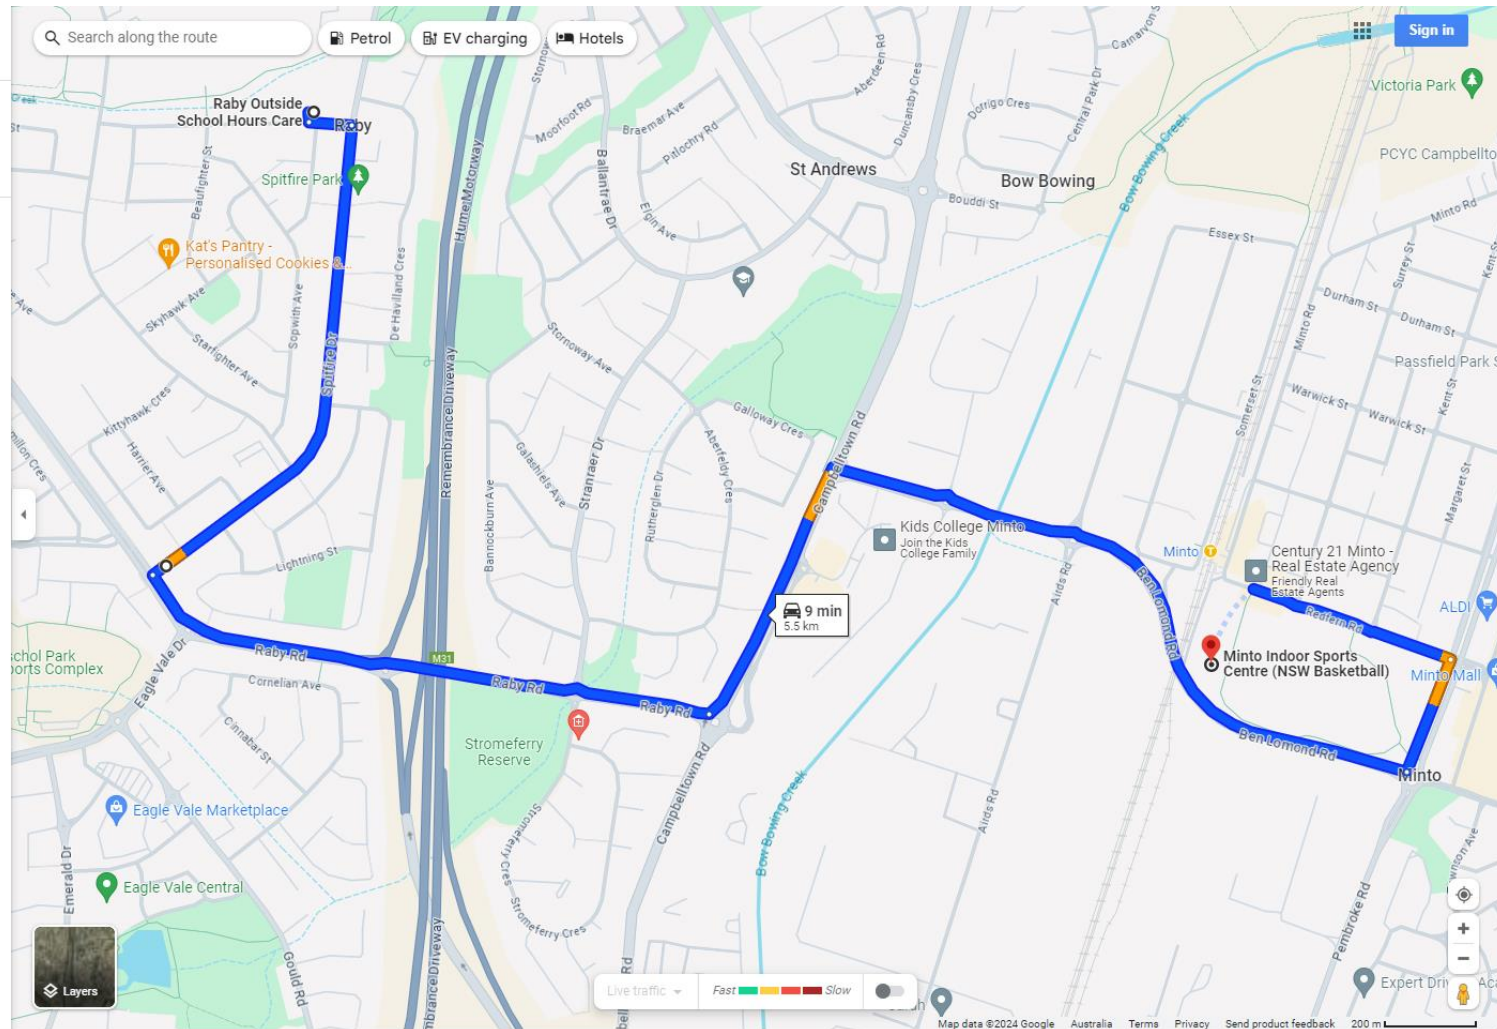 Search along the route
Petrol
EV charging
Hotels
Sign in
Victoria Park
PCYC Campbellto
Raby Outside
School Hours Care
Raby
Spitfire Park
Beaufighter St
Kat's Pantry -
Personalised Cookies &...
Skyhawk Ave
Starfighter Ave
Sopwith Ave
De Havilland Cres
Spitfire Dr
Kittyhawk Cres
Harrier Ave
Lightning St
Hume Motorway
Remembrance Driveway
Moorfoot Rd
Braemar Ave
Pitlochry Rd
Ballantrae Dr
Elgin Ave
Aberdeen Rd
Duncansby Cres
St Andrews
Dorrigo Cres
Central Park Dr
Carnarvon S
Bow Bowing
Bouddi St
Bow Bowing Creek
Essex St
Minto Rd
Surrey St
Kent St
Durham St
Durham St
Minto Rd
Passfield Park S
Warwick St
Warwick St
Kent St
Somerset St
Margaret St
Stornoway Ave
Galloway Cres
Campbelltown Rd
Aberfeldy Cres
Rutherglen Dr
Stranraer Dr
Galashiels Ave
Bannockburn Ave
Kids College Minto
Join the Kids
College Family
Minto
Century 21 Minto -
Real Estate Agency
Friendly Real
Estate Agents
Redfern Rd
ALDI
Airds Rd
Ben Lomond Rd
9 min
5.5 km
Minto Indoor Sports
Centre (NSW Basketball)
Minto Mall
Ben Lomond Rd
Minto
M31
Raby Rd
Raby Rd
Raby Rd
Eagle Vale Dr
Cornelian Ave
Cinnabar St
Stromeferry
Reserve
Campbelltown Rd
Bow Bowing Creek
Airds Rd
Eagle Vale Marketplace
Emerald Dr
Eagle Vale Central
Stromeferry Cres
Stromeferry Cres
Gould Rd
Pembroke Rd
Layers
Live traffic
Fast
Slow
Map data ©2024 Google
Australia
Terms
Privacy
Send product feedback
200 m